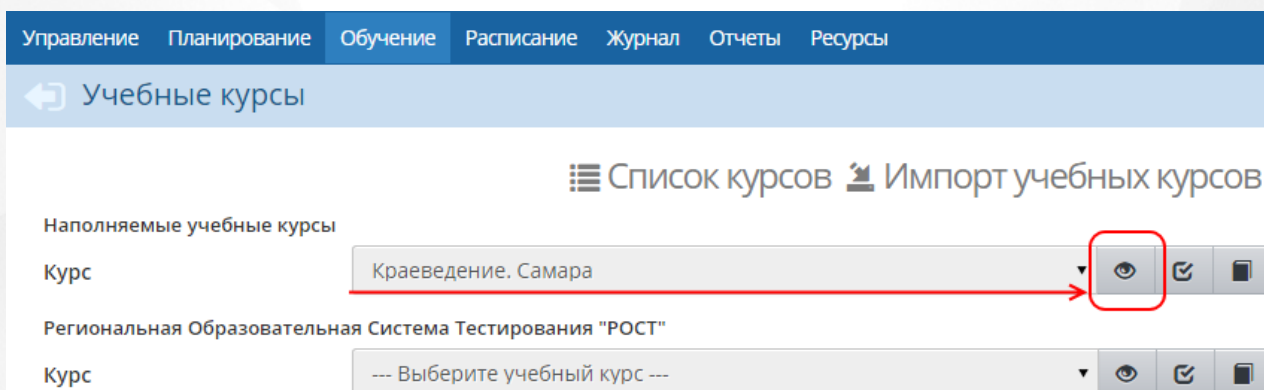 Управление Планирование Обучение Расписание Журнал Отчеты Ресурсы
Учебные курсы
Список курсов Импорт учебных курсов
Наполняемые учебные курсы
Курс Краеведение. Самара
Региональная Образовательная Система Тестирования "РОСТ"
Курс --- Выберите учебный курс ---